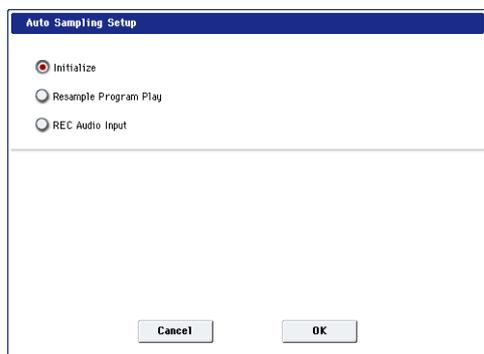 Auto Sampling Setup
Initialize
Resample Program Play
REC Audio Input
Cancel
OK